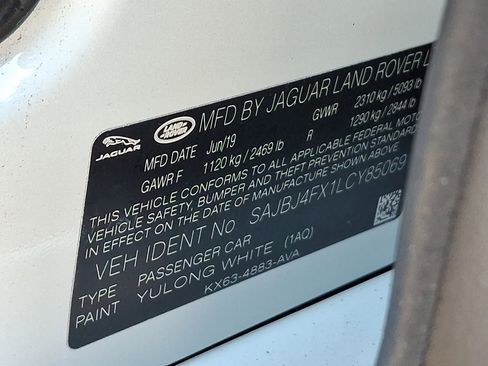 JAGUAR
LAND ROVER
MFD BY JAGUAR LAND ROVER L
MFD DATE Jun/19 GVWR 2310 kg / 5093 lb
GAWR F 1120 kg / 2469 lb R 1290 kg / 2844 lb
THIS VEHICLE CONFORMS TO ALL APPLICABLE FEDERAL MOTO
VEHICLE SAFETY, BUMPER AND THEFT PREVENTION STANDARD
IN EFFECT ON THE DATE OF MANUFACTURE SHOWN ABOVE
VEH IDENT No SAJBJ4FX1LCY85069
TYPE PASSENGER CAR
PAINT YULONG WHITE (1AQ)
KX63-4883-AVA